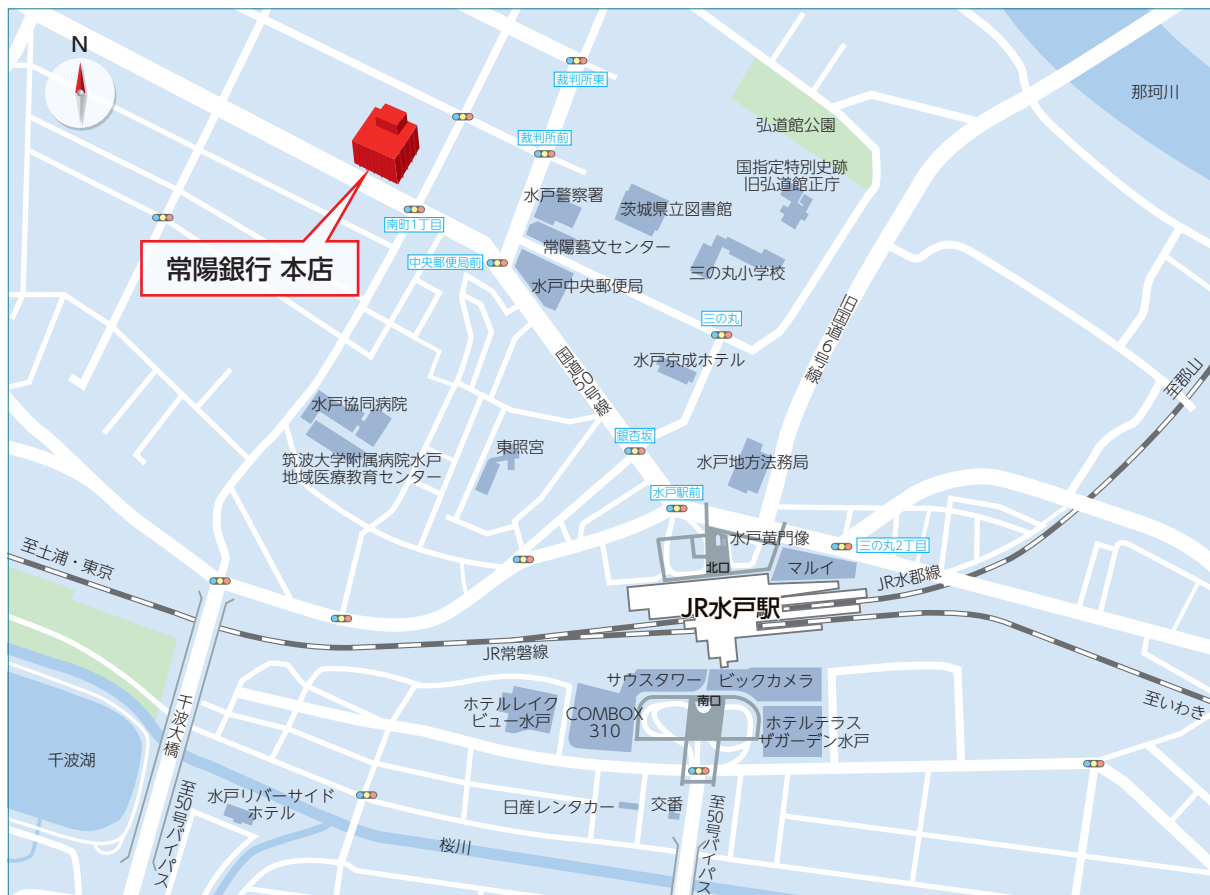 N
裁判所東
那珂川
弘道館公園
裁判所前
国指定特別史跡
旧弘道館正庁
水戸警察署
茨城県立図書館
南町1丁目
常陽藝文センター
常陽銀行 本店
中央郵便局前
三の丸小学校
水戸中央郵便局
三の丸
旧国道6号線
水戸京成ホテル
国道50号線
至郡山
水戸協同病院
銀杏坂
東照宮
筑波大学附属病院水戸
地域医療教育センター
水戸地方法務局
水戸駅前
水戸黄門像
三の丸2丁目
至土浦・東京
北口
マルイ
JR水郡線
JR水戸駅
JR常磐線
サウスタワー
ビックカメラ
至いわき
南口
ホテルレイク
ビュー水戸
COMBOX
310
ホテルテラス
ザガーデン水戸
千波大橋
千波湖
至50号バイパス
水戸リバーサイド
ホテル
日産レンタカー
交番
至50号バイパス
桜川